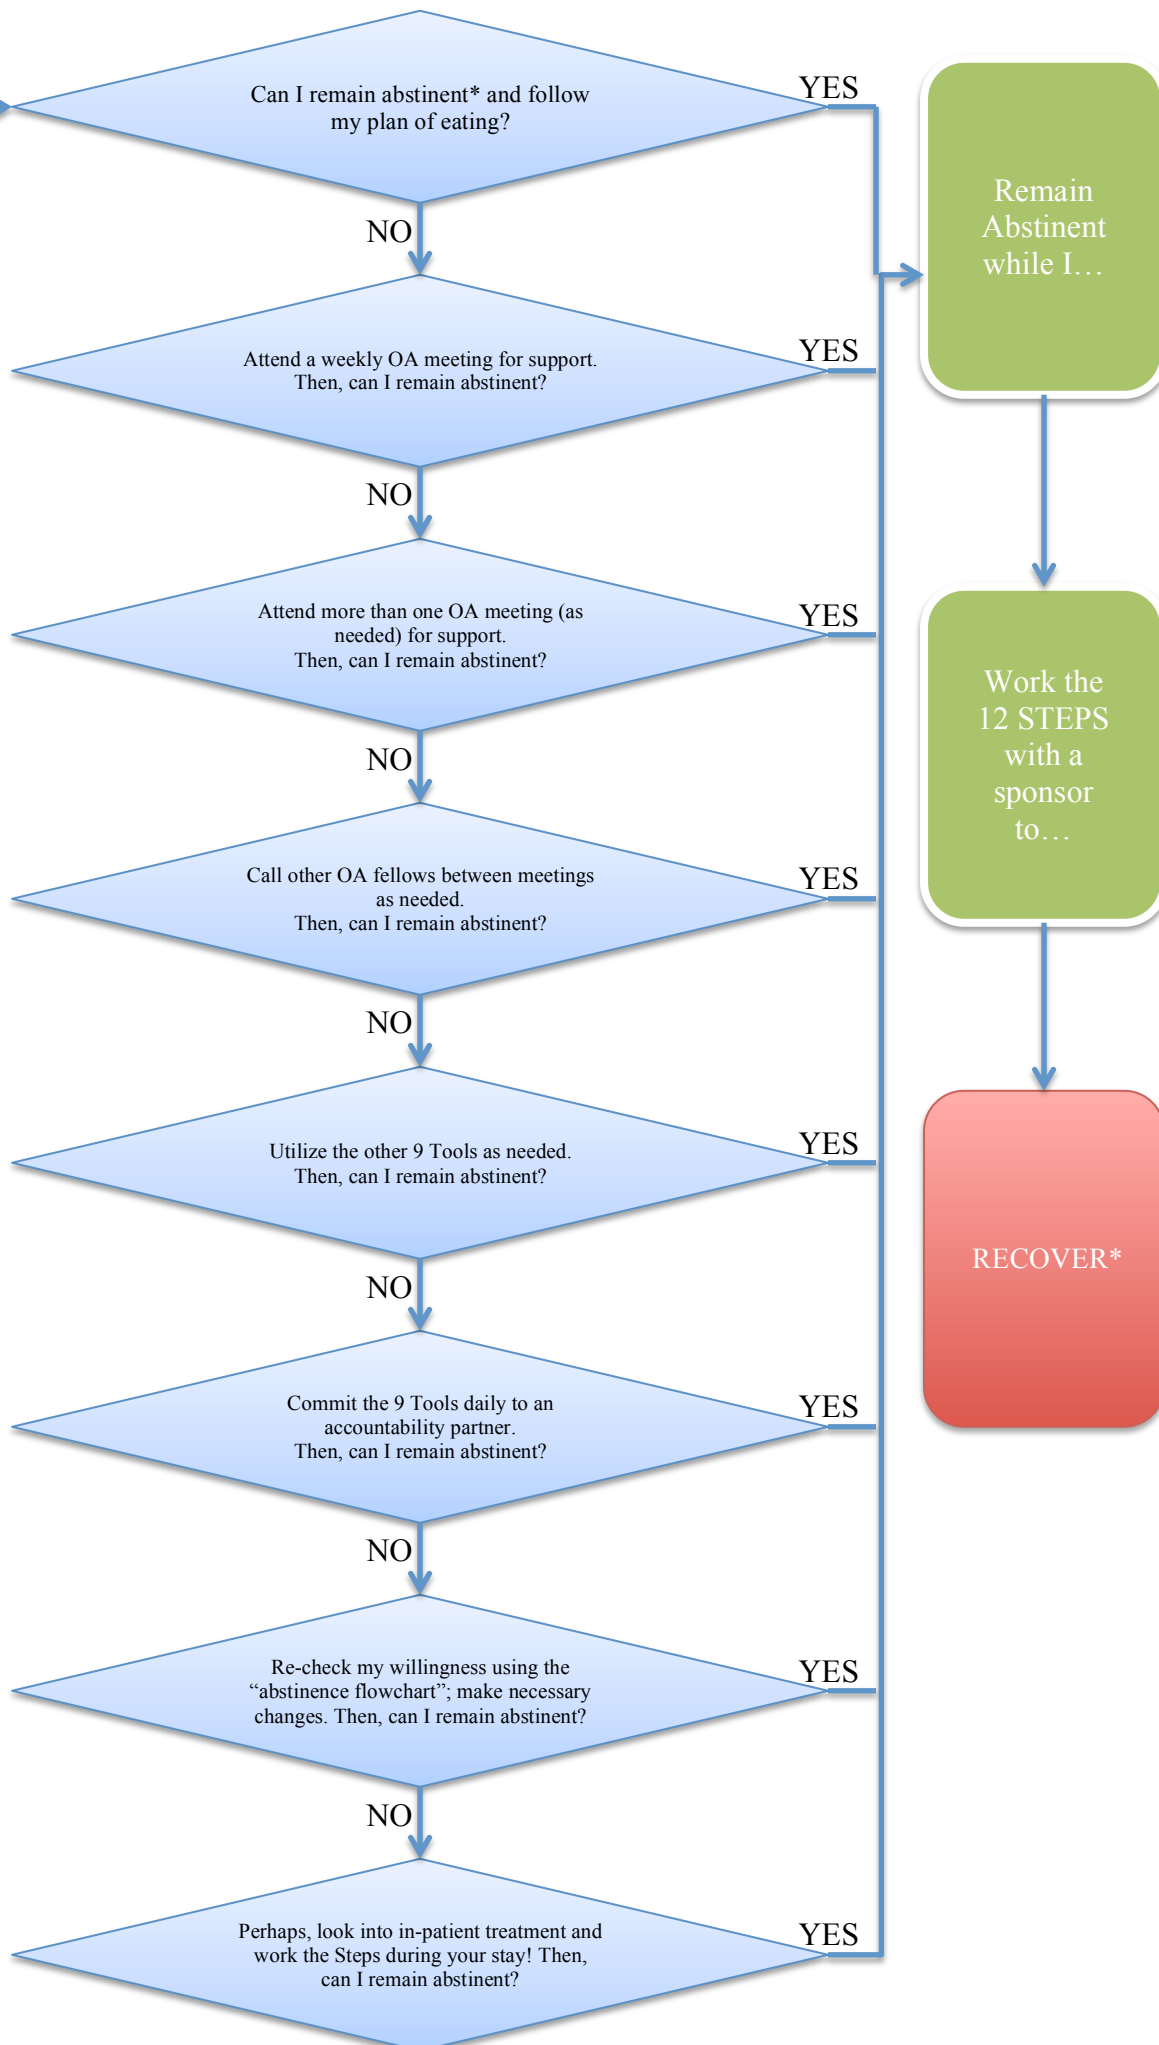 Can I remain abstinent* and follow
my plan of eating?
YES
NO
Attend a weekly OA meeting for support.
Then, can I remain abstinent?
YES
NO
Attend more than one OA meeting (as
needed) for support.
Then, can I remain abstinent?
YES
NO
Call other OA fellows between meetings
as needed.
Then, can I remain abstinent?
YES
NO
Utilize the other 9 Tools as needed.
Then, can I remain abstinent?
YES
NO
Commit the 9 Tools daily to an
accountability partner.
Then, can I remain abstinent?
YES
NO
Re-check my willingness using the
“abstinence flowchart”; make necessary
changes. Then, can I remain abstinent?
YES
NO
Perhaps, look into in-patient treatment and
work the Steps during your stay! Then,
can I remain abstinent?
YES
Remain
Abstinent
while I…
Work the
12 STEPS
with a
sponsor
to…
RECOVER*